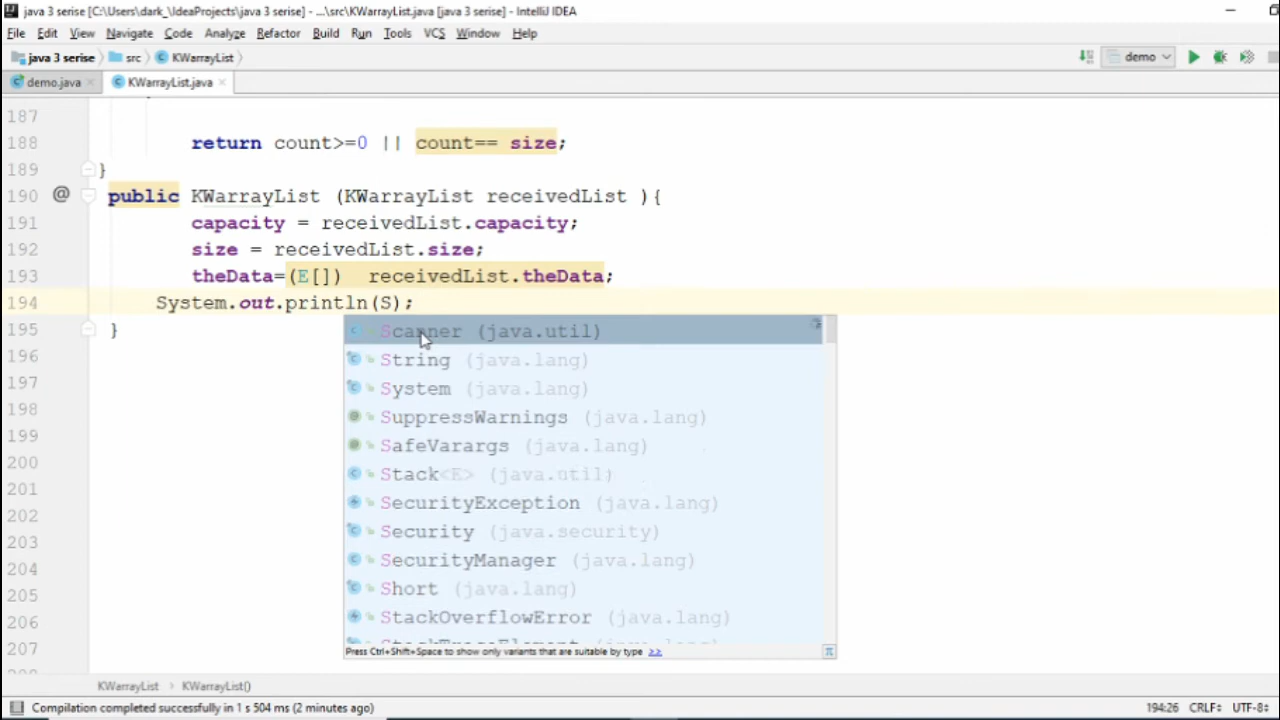 java 3 serise [C:\Users\dark_\IdeaProjects\java 3 serise] - ...\src\KWarrayList.java [java 3 serise] - IntelliJ IDEA
File Edit View Navigate Code Analyze Refactor Build Run Tools VCS Window Help
java 3 serise src KWarrayList demo
demo.java KWarrayList.java
187
188 return count>=0 || count== size;
189 }
190 @ public KWarrayList (KWarrayList receivedList ){
191 capacity = receivedList.capacity;
192 size = receivedList.size;
193 theData=(E[]) receivedList.theData;
194 System.out.println(S);
195 }
Scanner (java.util)
196
String (java.lang)
197
System (java.lang)
198
SuppressWarnings (java.lang)
199
SafeVarargs (java.lang)
200
Stack<E> (java.util)
201
SecurityException (java.lang)
202
Security (java.security)
203
SecurityManager (java.lang)
204
Short (java.lang)
205
StackOverflowError (java.lang)
206
StackTraceElement (java.lang)
207
Press Ctrl+Shift+Space to show only variants that are suitable by type >>
KWarrayList KWarrayList()
Compilation completed successfully in 1 s 504 ms (2 minutes ago) 194:26 CRLF UTF-8